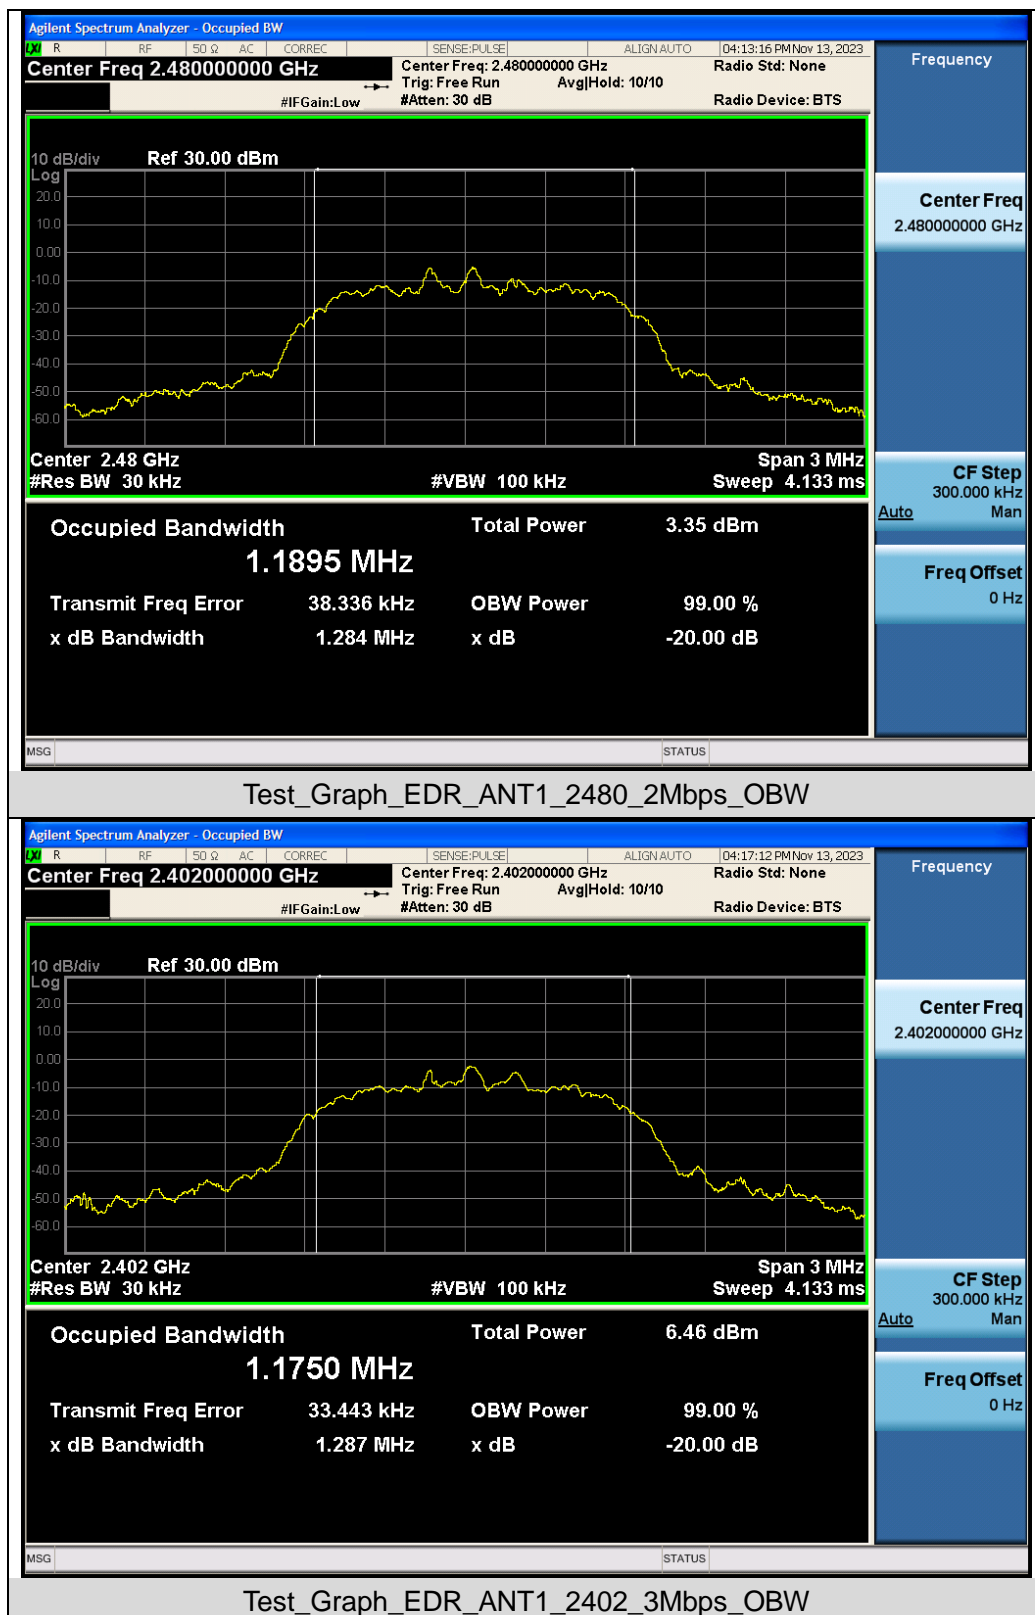 Agilent Spectrum Analyzer - Occupied BW
LXI R RF 50 Ω AC CORREC SENSE:PULSE ALIGN AUTO 04:13:16 PM Nov 13, 2023
Center Freq 2.480000000 GHz Center Freq: 2.480000000 GHz Radio Std: None
Trig: Free Run Avg|Hold: 10/10
#IFGain:Low #Atten: 30 dB Radio Device: BTS
Frequency
10 dB/div Ref 30.00 dBm
Log
20.0
10.0
0.00
-10.0
-20.0
-30.0
-40.0
-50.0
-60.0
Center 2.48 GHz Span 3 MHz
#Res BW 30 kHz #VBW 100 kHz Sweep 4.133 ms
Center Freq
2.480000000 GHz
CF Step
300.000 kHz
Auto Man
Freq Offset
0 Hz
Occupied Bandwidth Total Power 3.35 dBm
1.1895 MHz
Transmit Freq Error 38.336 kHz OBW Power 99.00 %
x dB Bandwidth 1.284 MHz x dB -20.00 dB
MSG STATUS
Test_Graph_EDR_ANT1_2480_2Mbps_OBW
Agilent Spectrum Analyzer - Occupied BW
LXI R RF 50 Ω AC CORREC SENSE:PULSE ALIGN AUTO 04:17:12 PM Nov 13, 2023
Center Freq 2.402000000 GHz Center Freq: 2.402000000 GHz Radio Std: None
Trig: Free Run Avg|Hold: 10/10
#IFGain:Low #Atten: 30 dB Radio Device: BTS
Frequency
10 dB/div Ref 30.00 dBm
Log
20.0
10.0
0.00
-10.0
-20.0
-30.0
-40.0
-50.0
-60.0
Center 2.402 GHz Span 3 MHz
#Res BW 30 kHz #VBW 100 kHz Sweep 4.133 ms
Center Freq
2.402000000 GHz
CF Step
300.000 kHz
Auto Man
Freq Offset
0 Hz
Occupied Bandwidth Total Power 6.46 dBm
1.1750 MHz
Transmit Freq Error 33.443 kHz OBW Power 99.00 %
x dB Bandwidth 1.287 MHz x dB -20.00 dB
MSG STATUS
Test_Graph_EDR_ANT1_2402_3Mbps_OBW